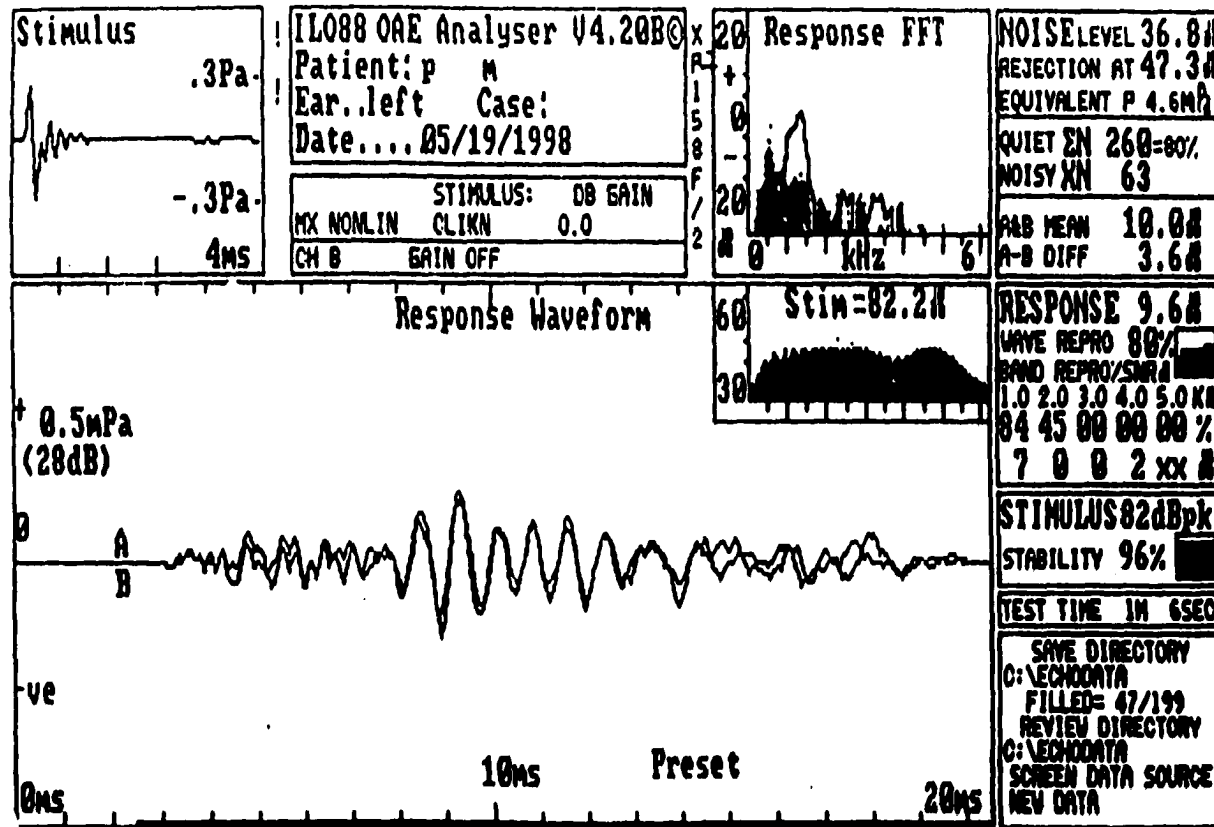 Stimulus
.3Pa
-.3Pa
4ms
ILO88 OAE Analyser V4.20B©
Patient: p M
Ear..left Case:
Date....05/19/1998
STIMULUS: DB GAIN
MX NONLIN CLIKN 0.0
CH B GAIN OFF
20 Response FFT
+
0
-
20
0 kHz 6
NOISE LEVEL 36.8
REJECTION AT 47.3
EQUIVALENT P 4.6
QUIET ΣN 260=80%
NOISY XN 63
A&B MEAN 10.0
A-B DIFF 3.6
60 Stim=82.2
30
RESPONSE 9.6
WAVE REPRO 80%
BAND REPRO%/SNR
1.0 2.0 3.0 4.0 5.0
84 45 00 00 00 %
7 0 0 2 xx
STIMULUS 82dBpk
STABILITY 96%
TEST TIME 1M 6SEC
SAVE DIRECTORY
C:\ECHODATA
FILLED= 47/199
REVIEW DIRECTORY
C:\ECHODATA
SCREEN DATA SOURCE
NEW DATA
Response Waveform
+ 0.5mPa
(28dB)
0
A
B
-ve
0ms 10ms Preset 20ms